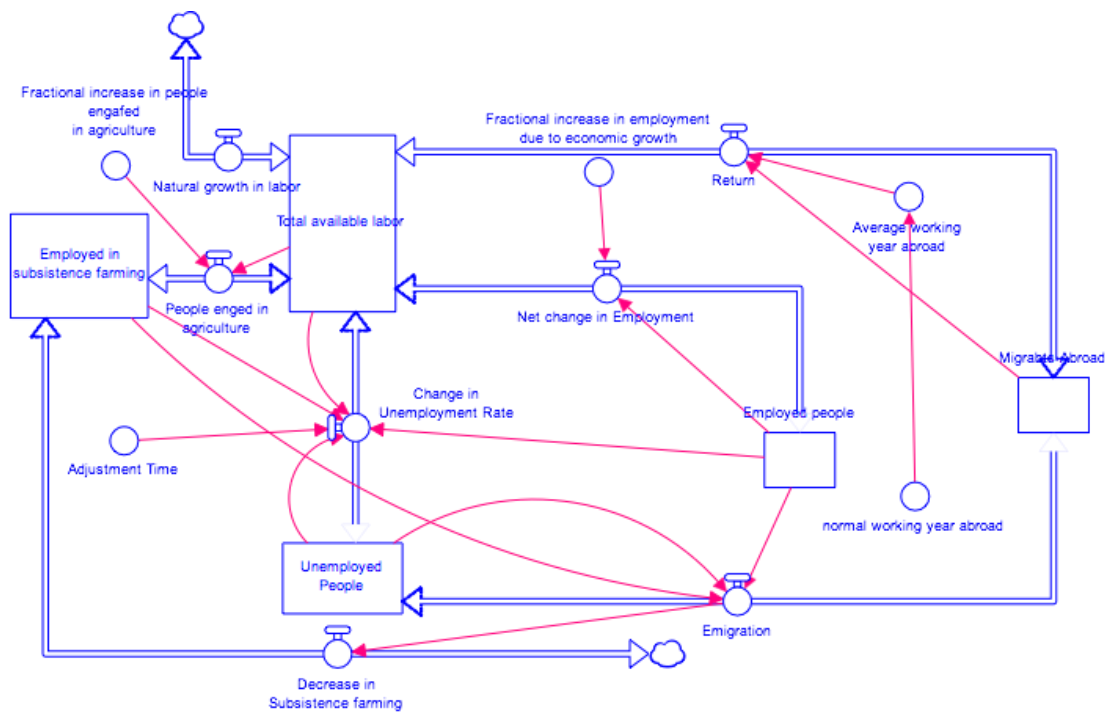 Fractional increase in people
engafed
in agriculture
Natural growth in labor
Fractional increase in employment
due to economic growth
Return
Total available labor
Average working
year abroad
Employed in
subsistence farming
People enged in
agriculture
Net change in Employment
Migrants Abroad
Change in
Unemployment Rate
Employed people
Adjustment Time
normal working year abroad
Unemployed
People
Emigration
Decrease in
Subsistence farming